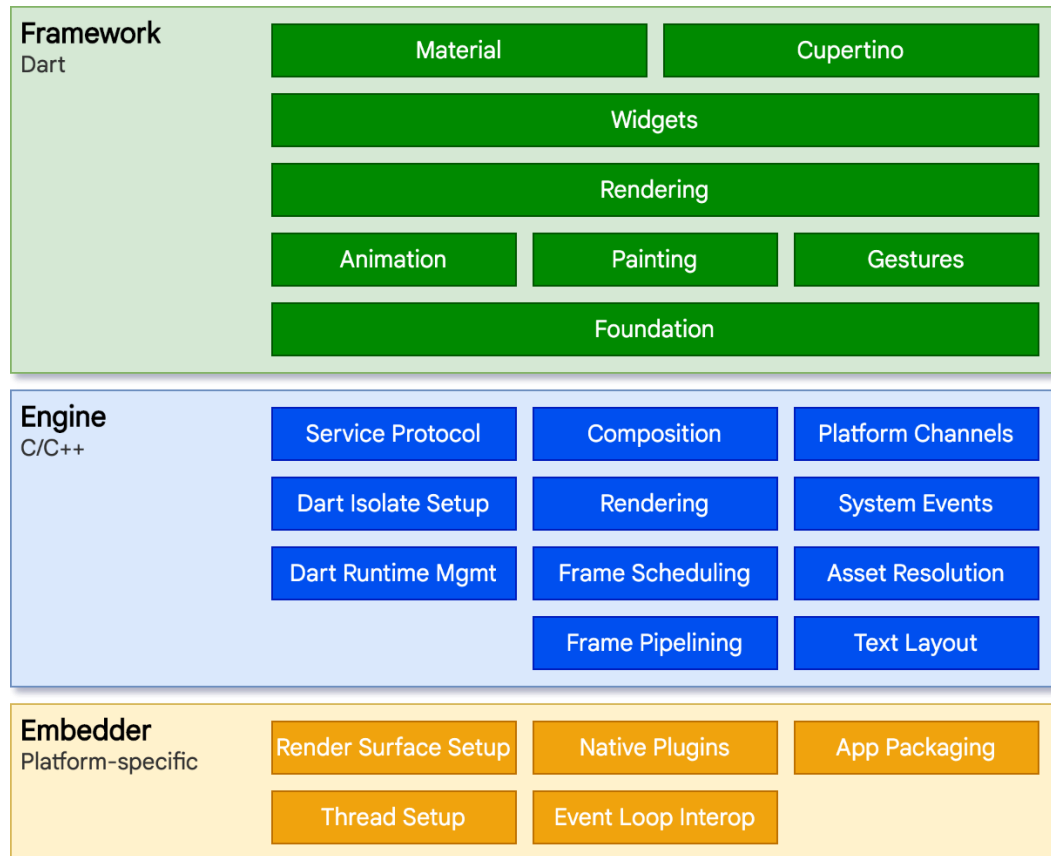 Framework
Dart
Material
Cupertino
Widgets
Rendering
Animation
Painting
Gestures
Foundation
Engine
C/C++
Service Protocol
Composition
Platform Channels
Dart Isolate Setup
Rendering
System Events
Dart Runtime Mgmt
Frame Scheduling
Asset Resolution
Frame Pipelining
Text Layout
Embedder
Platform-specific
Render Surface Setup
Native Plugins
App Packaging
Thread Setup
Event Loop Interop